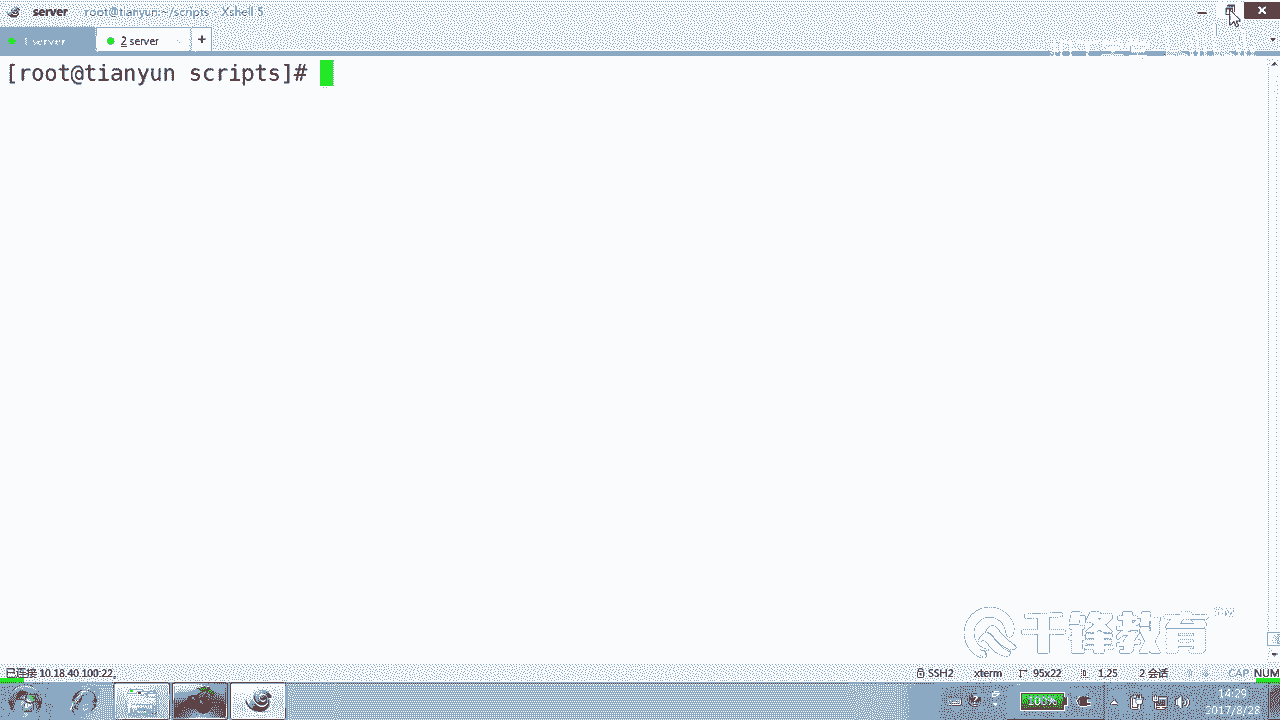 server root@tianyun:~/scripts - Xshell 5
1 server
2 server
+
[root@tianyun scripts]#
千锋教育
已连接 10.18.40.100:22。
SSH2 xterm 95x22 1,25 2 会话 CAP NUM
100%
14:29
2017/8/28